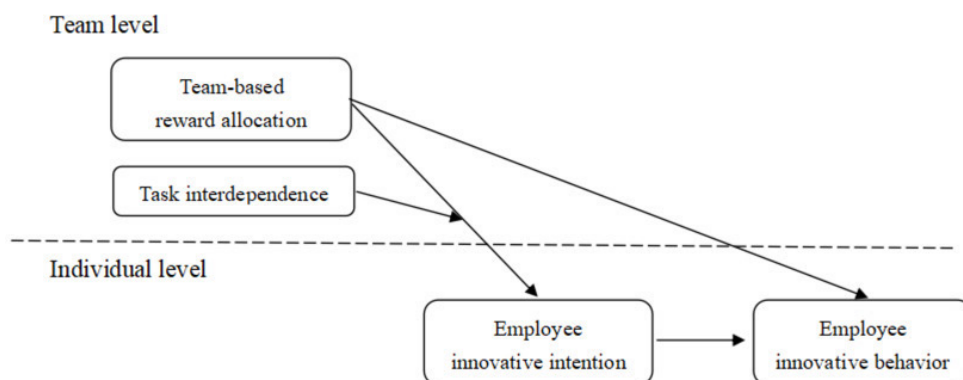 Team level
Team-based
reward allocation
Task interdependence
Individual level
Employee
innovative intention
Employee
innovative behavior